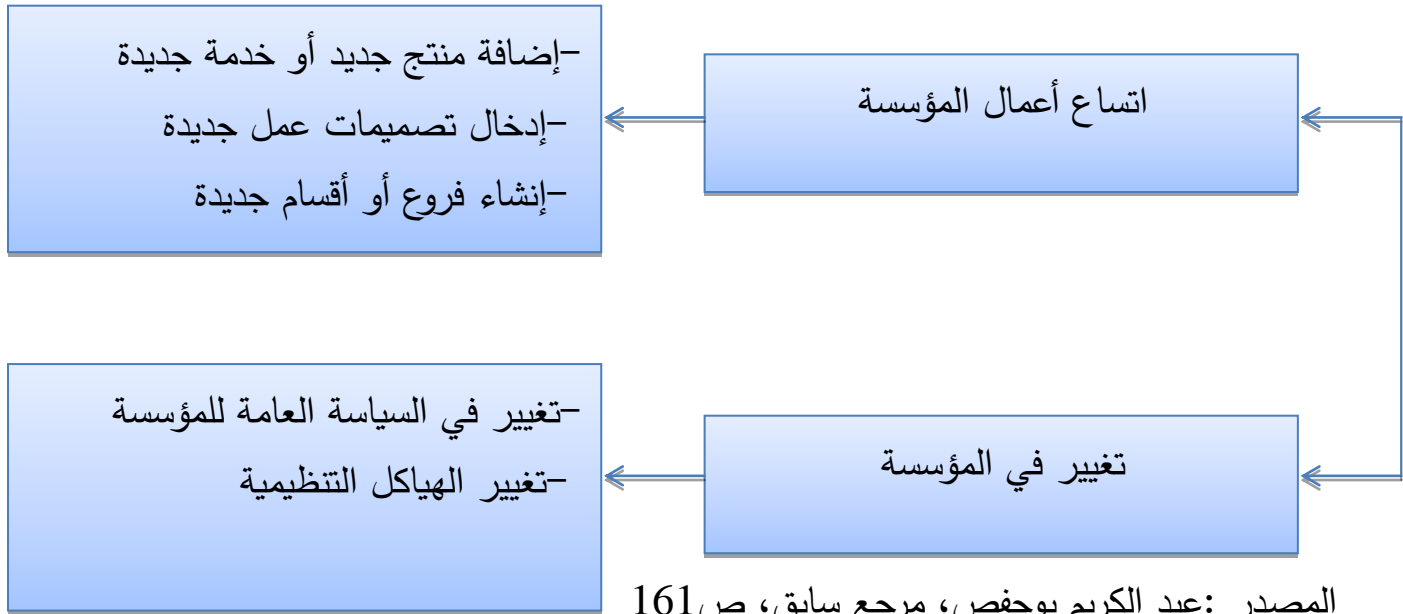 اتساع أعمال المؤسسة
-إضافة منتج جديد أو خدمة جديدة
-إدخال تصميمات عمل جديدة
-إنشاء فروع أو أقسام جديدة
تغيير في المؤسسة
-تغيير في السياسة العامة للمؤسسة
-تغيير الهياكل التنظيمية
المصدر :عبد الكريم بوحفص، مرجع سابق، ص161